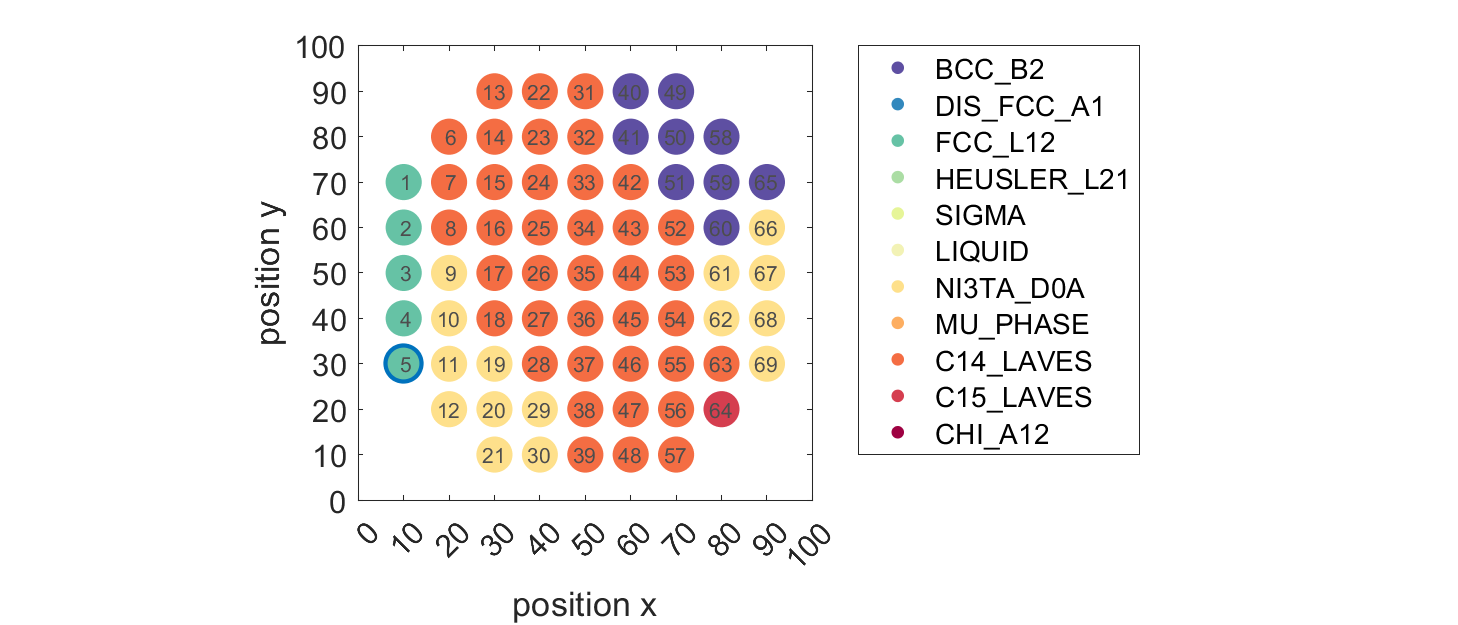 100
90
80
70
60
50
40
30
20
10
0
position y
13 22 31 40 49
6 14 23 32 41 50 58
1 7 15 24 33 42 51 59 65
2 8 16 25 34 43 52 60 66
3 9 17 26 35 44 53 61 67
4 10 18 27 36 45 54 62 68
5 11 19 28 37 46 55 63 69
12 20 29 38 47 56 64
21 30 39 48 57
0 10 20 30 40 50 60 70 80 90 100
position x
BCC_B2
DIS_FCC_A1
FCC_L12
HEUSLER_L21
SIGMA
LIQUID
NI3TA_D0A
MU_PHASE
C14_LAVES
C15_LAVES
CHI_A12